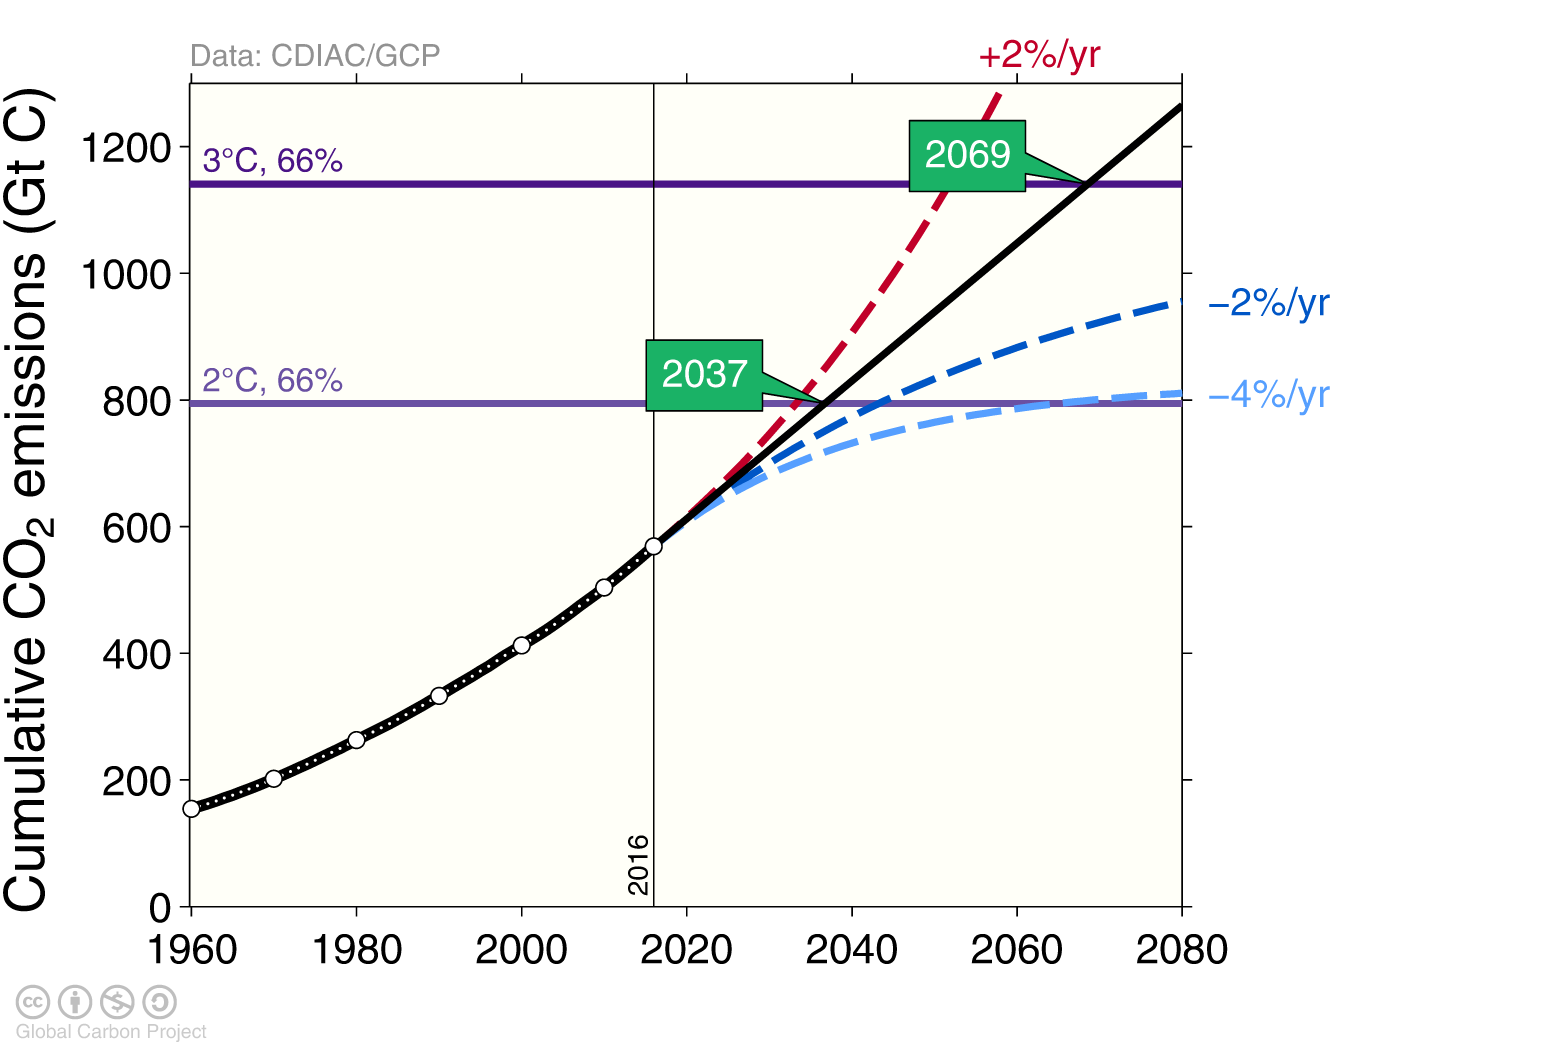 Data: CDIAC/GCP
+2%/yr
Cumulative CO₂ emissions (Gt C)
1200
3°C, 66%
2069
1000
−2%/yr
2037
2°C, 66%
800
−4%/yr
600
400
200
2016
0
1960 1980 2000 2020 2040 2060 2080
cc
Global Carbon Project